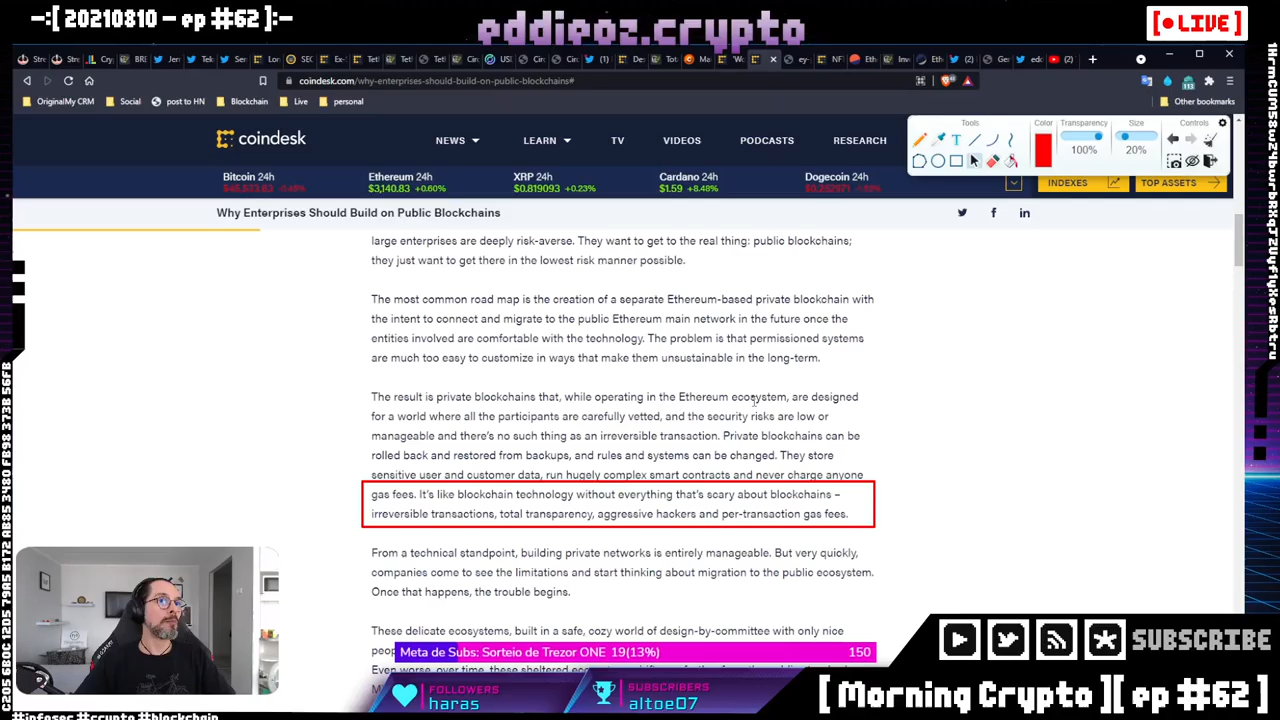 -:[ 20210810 - ep #62 ]:-
eddieoz.crypto
[● LIVE]
coindesk.com/why-enterprises-should-build-on-public-blockchains#
OriginalMy CRM
Social
post to HN
Blockchain
Live
personal
Other bookmarks
coindesk
NEWS
LEARN
TV
VIDEOS
PODCASTS
RESEARCH
Tools
Color
Transparency
Size
Controls
100%
20%
Bitcoin 24h
Ethereum 24h
$3,140.83 +0.60%
XRP 24h
$0.819093 +0.23%
Cardano 24h
$1.59 +8.48%
Dogecoin 24h
INDEXES
TOP ASSETS
Why Enterprises Should Build on Public Blockchains
large enterprises are deeply risk-averse. They want to get to the real thing: public blockchains;
they just want to get there in the lowest risk manner possible.
The most common road map is the creation of a separate Ethereum-based private blockchain with
the intent to connect and migrate to the public Ethereum main network in the future once the
entities involved are comfortable with the technology. The problem is that permissioned systems
are much too easy to customize in ways that make them unsustainable in the long-term.
The result is private blockchains that, while operating in the Ethereum ecosystem, are designed
for a world where all the participants are carefully vetted, and the security risks are low or
manageable and there's no such thing as an irreversible transaction. Private blockchains can be
rolled back and restored from backups, and rules and systems can be changed. They store
sensitive user and customer data, run hugely complex smart contracts and never charge anyone
gas fees. It's like blockchain technology without everything that's scary about blockchains –
irreversible transactions, total transparency, aggressive hackers and per-transaction gas fees.
From a technical standpoint, building private networks is entirely manageable. But very quickly,
companies come to see the limitations and start thinking about migration to the public ecosystem.
Once that happens, the trouble begins.
These delicate ecosystems, built in a safe, cozy world of design-by-committee with only nice
Meta de Subs: Sorteio de Trezor ONE 19(13%)
150
FOLLOWERS
haras
SUBSCRIBERS
altoe07
SUBSCRIBE
[ Morning Crypto ][ ep #62 ]
#infosec #crypto #blockchain